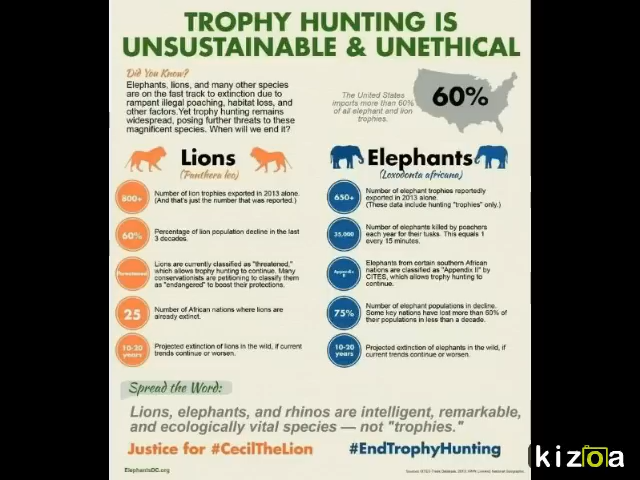 TROPHY HUNTING IS
UNSUSTAINABLE & UNETHICAL
Did You Know?
Elephants, lions, and many other species
are on the fast track to extinction due to
rampant illegal poaching, habitat loss, and
other factors. Yet trophy hunting remains
widespread, posing further threats to these
magnificent species. When will we end it?
The United States
imports more than 60%
of all elephant and lion
trophies.
60%
Lions
(Panthera leo)
800+
Number of lion trophies exported in 2013 alone.
(And that's just the number that was reported.)
60%
Percentage of lion population decline in the last
3 decades.
Threatened
Lions are currently classified as "threatened,"
which allows trophy hunting to continue. Many
conservationists are petitioning to classify them
as "endangered" to boost their protections.
25
Number of African nations where lions are
already extinct.
10-20
years
Projected extinction of lions in the wild, if current
trends continue or worsen.
Elephants
(Loxodonta africana)
650+
Number of elephant trophies reportedly
exported in 2013 alone.
(These data include hunting "trophies" only.)
35,000
Number of elephants killed by poachers
each year for their tusks. This equals 1
every 15 minutes.
Appendix
II
Elephants from certain southern African
nations are classified as "Appendix II" by
CITES, which allows trophy hunting to
continue.
75%
Number of elephant populations in decline.
Some key nations have lost more than 60% of
their populations in less than a decade.
10-20
years
Projected extinction of elephants in the wild, if
current trends continue or worsen.
Spread the Word:
Lions, elephants, and rhinos are intelligent, remarkable,
and ecologically vital species — not "trophies."
Justice for #CecilTheLion
#EndTrophyHunting
ElephantsDC.org
kizoa